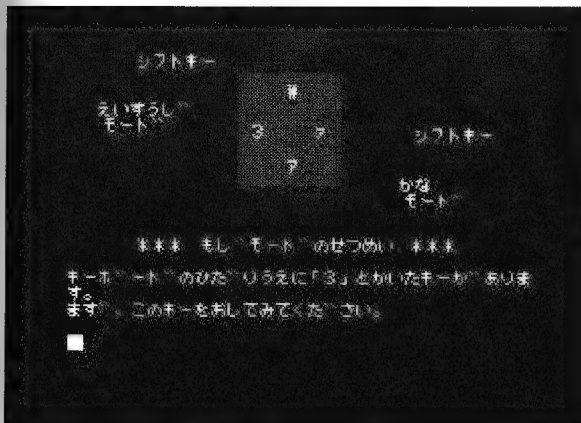 シフトキー
#
えいすうじ
モード
3 ァ
シフトキー
ア
かな
モード
*** もじ モードのせつめい ***
キーボードのひだりうえに「3」とかいたキーが ありま
す。
まず、このキーをおしてみてください。